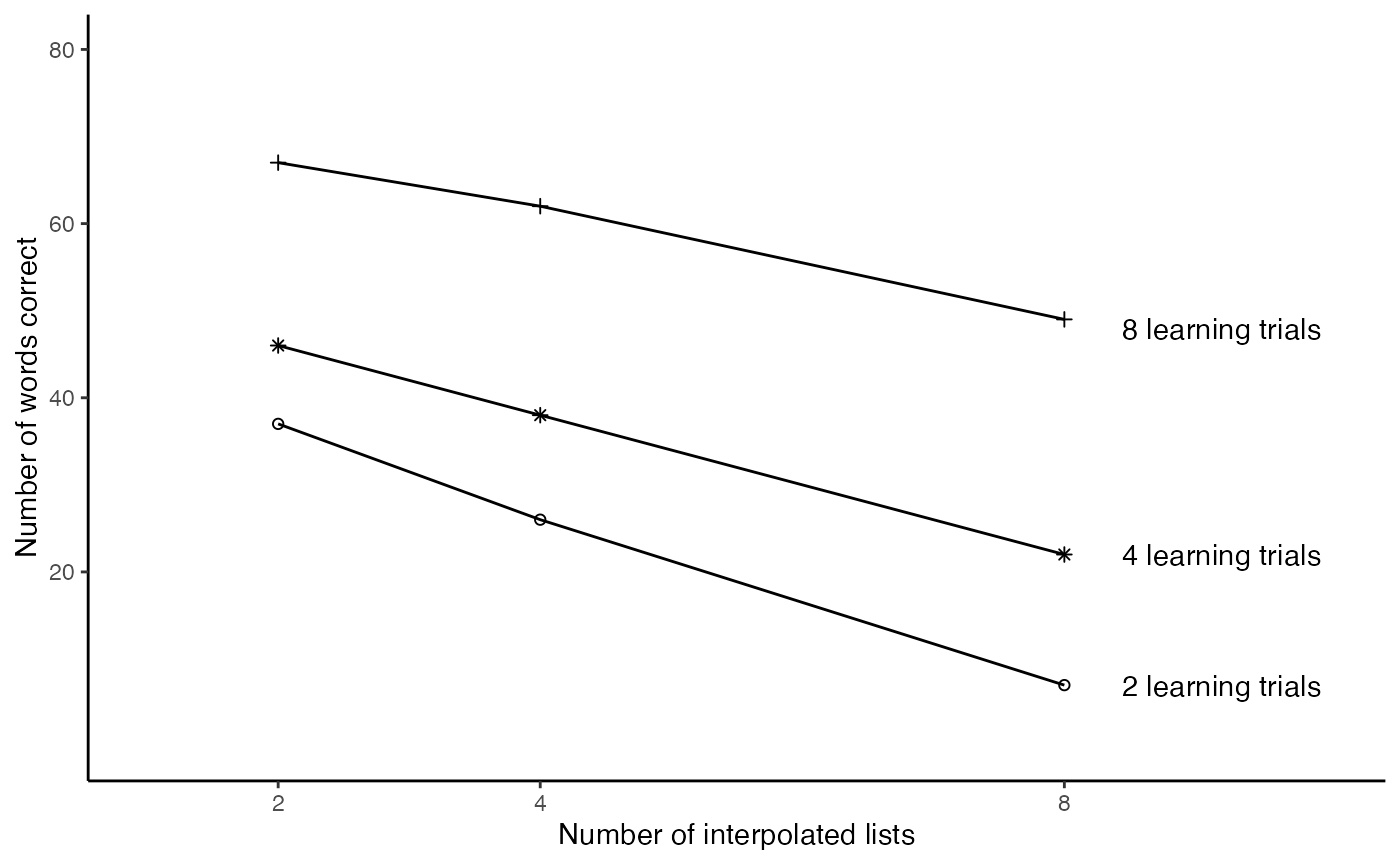 80
60
40
20
Number of words correct
8 learning trials
4 learning trials
2 learning trials
2 4 8
Number of interpolated lists